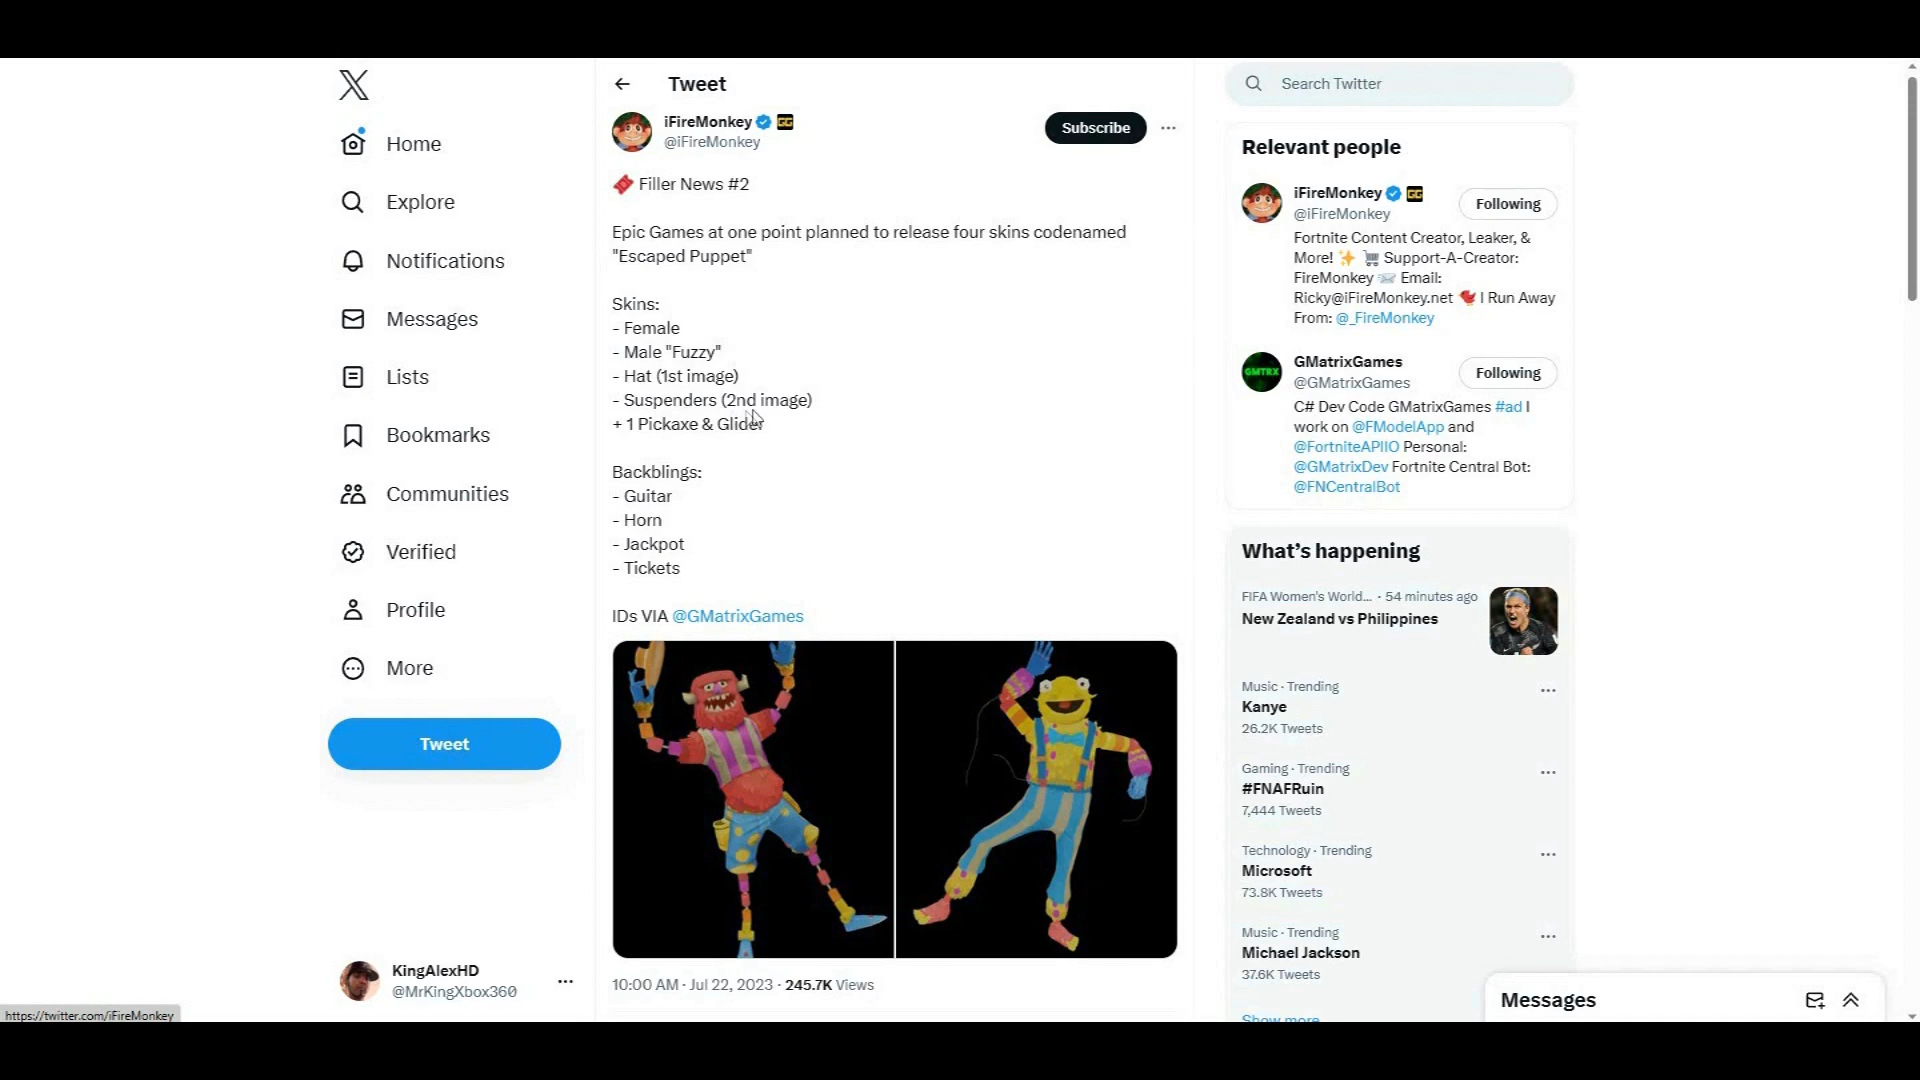 Home
Explore
Notifications
Messages
Lists
Bookmarks
Communities
Verified
Profile
More
Tweet
KingAlexHD
@MrKingXbox360
https://twitter.com/iFireMonkey
Tweet
iFireMonkey GG
@iFireMonkey
Subscribe
Filler News #2
Epic Games at one point planned to release four skins codenamed
"Escaped Puppet"
Skins:
- Female
- Male "Fuzzy"
- Hat (1st image)
- Suspenders (2nd image)
+ 1 Pickaxe & Glider
Backblings:
- Guitar
- Horn
- Jackpot
- Tickets
IDs VIA @GMatrixGames
10:00 AM · Jul 22, 2023 · 245.7K Views
Search Twitter
Relevant people
iFireMonkey GG
@iFireMonkey
Following
Fortnite Content Creator, Leaker, &
More! Support-A-Creator:
FireMonkey Email:
Ricky@iFireMonkey.net I Run Away
From: @_FireMonkey
GMTRX
GMatrixGames
@GMatrixGames
Following
C# Dev Code GMatrixGames #ad I
work on @FModelApp and
@FortniteAPIIO Personal:
@GMatrixDev Fortnite Central Bot:
@FNCentralBot
What's happening
FIFA Women's World... · 54 minutes ago
New Zealand vs Philippines
Music · Trending
Kanye
26.2K Tweets
Gaming · Trending
#FNAFRuin
7,444 Tweets
Technology · Trending
Microsoft
73.8K Tweets
Music · Trending
Michael Jackson
37.6K Tweets
Show more
Messages